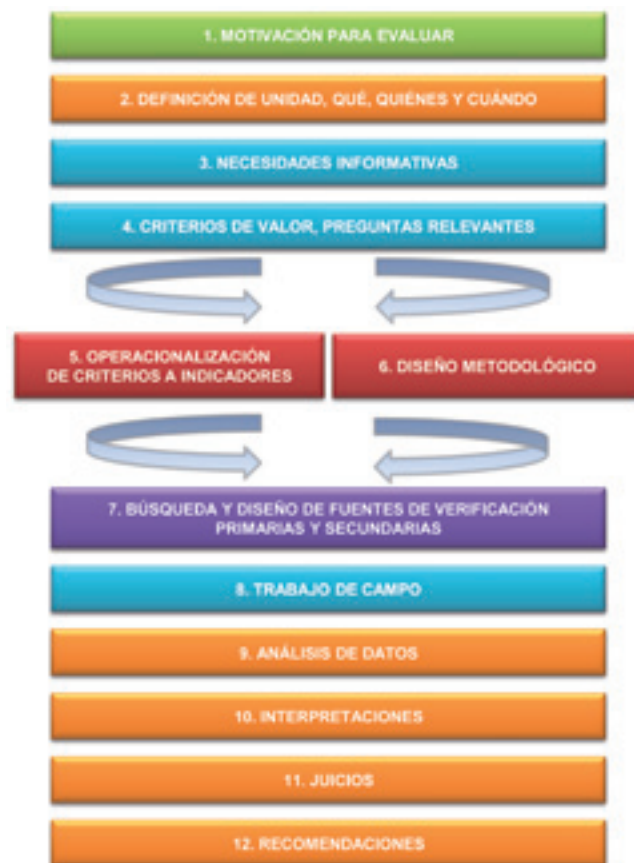 1. MOTIVACIÓN PARA EVALUAR
2. DEFINICIÓN DE UNIDAD, QUÉ, QUIÉNES Y CUÁNDO
3. NECESIDADES INFORMATIVAS
4. CRITERIOS DE VALOR, PREGUNTAS RELEVANTES
5. OPERACIONALIZACIÓN
DE CRITERIOS A INDICADORES
6. DISEÑO METODOLÓGICO
7. BÚSQUEDA Y DISEÑO DE FUENTES DE VERIFICACIÓN
PRIMARIAS Y SECUNDARIAS
8. TRABAJO DE CAMPO
9. ANÁLISIS DE DATOS
10. INTERPRETACIONES
11. JUICIOS
12. RECOMENDACIONES